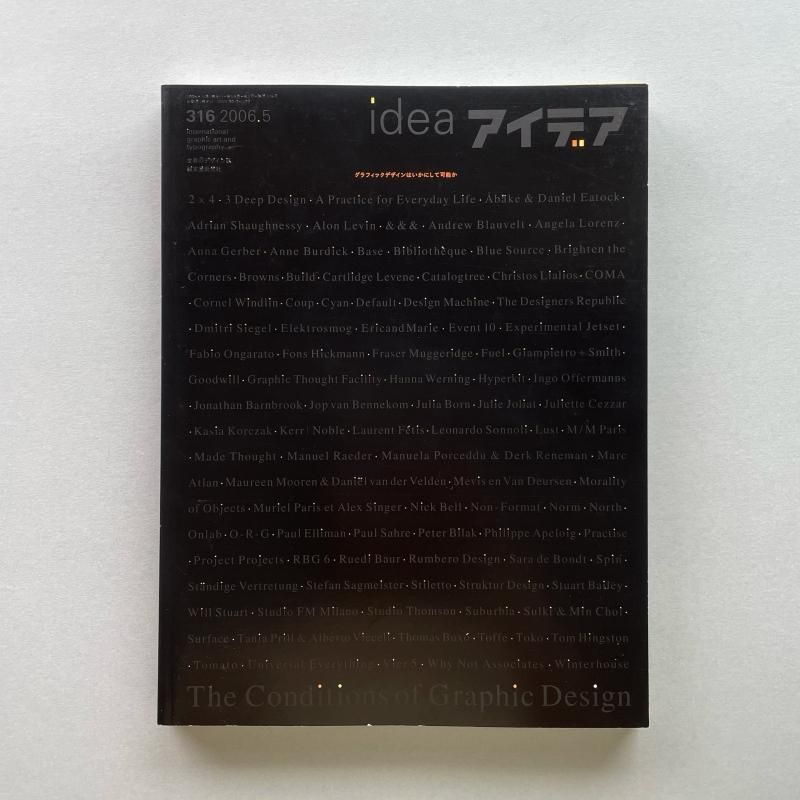 316 2006.5
idea アイデア
international
graphic art and
typography
グラフィックデザインはいかにして可能か
2 × 4 · 3 Deep Design · A Practice for Everyday Life · Åbäke & Daniel Eatock ·
Adrian Shaughnessy · Alon Levin · &&& · Andrew Blauvelt · Angela Lorenz ·
Anna Gerber · Anne Burdick · Base · Bibliothèque · Blue Source · Brighten the
Corners · Browns · Build · Cartlidge Levene · Catalogtree · Christos Lialios · COMA
· Cornel Windlin · Coup · Cyan · Default · Design Machine · The Designers Republic
· Dmitri Siegel · Elektrosmog · EricandMarie · Event 10 · Experimental Jetset ·
Fabio Ongarato · Fons Hickmann · Fraser Muggeridge · Fuel · Giampietro + Smith ·
Goodwill · Graphic Thought Facility · Hanna Werning · Hyperkit · Ingo Offermanns
· Jonathan Barnbrook · Jop van Bennekom · Julia Born · Julie Joliat · Juliette Cezzar
· Kasia Korczak · Kerr | Noble · Laurent Fétis · Leonardo Sonnoli · Lust · M/M Paris
· Made Thought · Manuel Raeder · Manuela Porceddu & Derk Reneman · Marc
Atlan · Maureen Mooren & Daniël van der Velden · Mevis en Van Deursen · Morality
of Objects · Muriel Paris et Alex Singer · Nick Bell · Non-Format · Norm · North ·
Onlab · O-R-G · Paul Elliman · Paul Sahre · Peter Bilak · Philippe Apeloig · Practise
· Project Projects · RBG 6 · Ruedi Baur · Rumbero Design · Sara de Bondt · Spin ·
Ständige Vertretung · Stefan Sagmeister · Stiletto · Struktur Design · Stuart Bailey ·
Will Stuart · Studio FM Milano · Studio Thomson · Suburbia · Sulki & Min Choi ·
Surface · Tania Prill & Alberto Vieceli · Thomas Buxó · Toffe · Toko · Tom Hingston
· Tomato · Universal Everything · Vier5 · Why Not Associates · Winterhouse
The Conditions of Graphic Design